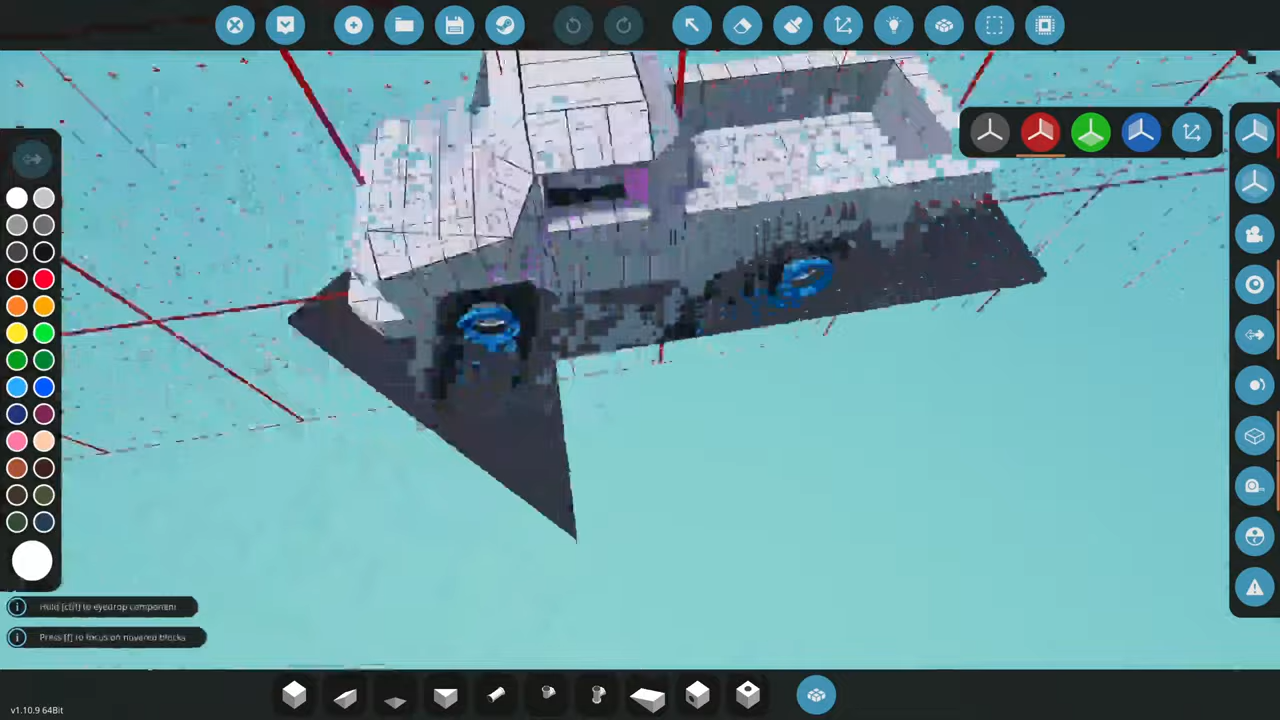 Hold [ctrl] to eyedrop component
Press [f] to focus on hovered blocks
v1.10.9 64Bit